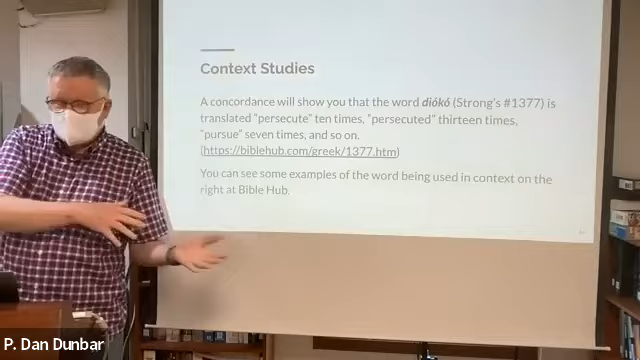 Context Studies
A concordance will show you that the word diókó (Strong's #1377) is
translated "persecute" ten times, "persecuted" thirteen times,
"pursue" seven times, and so on.
(https://biblehub.com/greek/1377.htm)
You can see some examples of the word being used in context on the
right at Bible Hub.
P. Dan Dunbar